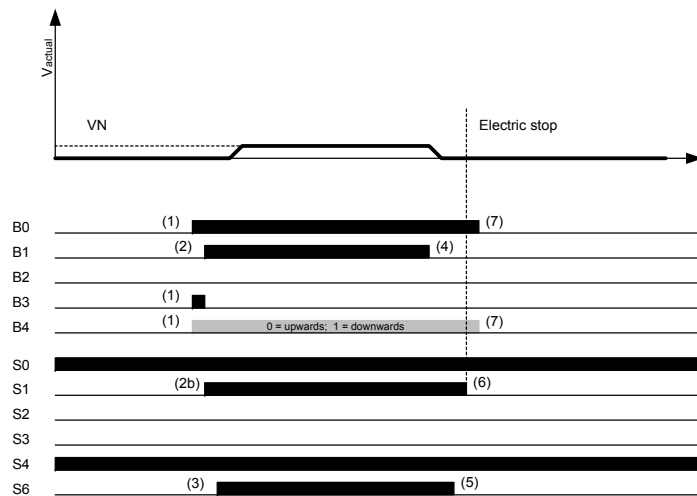 Vactual
VN
Electric stop
B0 (1) (7)
B1 (2) (4)
B2
B3 (1)
B4 (1) 0 = upwards; 1 = downwards (7)
S0
S1 (2b) (6)
S2
S3
S4
S6 (3) (5)